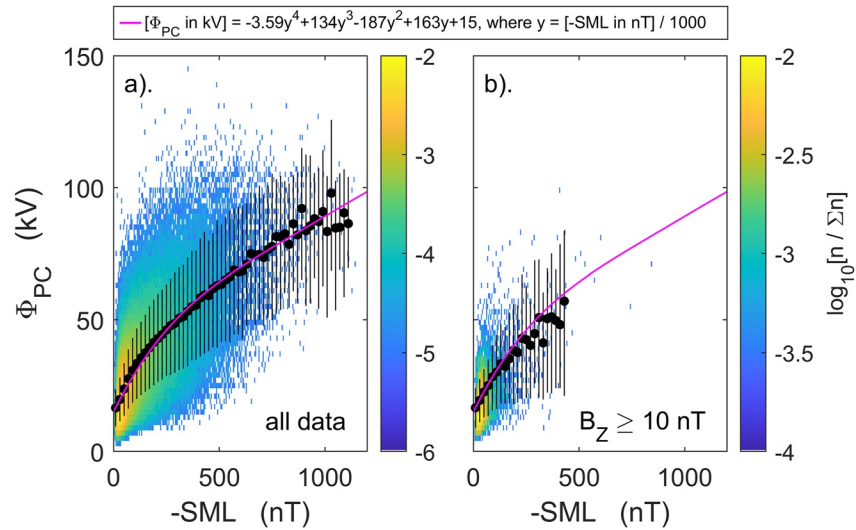 [Φ_PC in kV] = -3.59y⁴+134y³-187y²+163y+15, where y = [-SML in nT] / 1000
a).
b).
150
100
50
0
Φ_PC (kV)
0 500 1000
-SML (nT)
all data
-2
-3
-4
-5
-6
0 500 1000
-SML (nT)
B_Z ≥ 10 nT
-2
-2.5
-3
-3.5
-4
log₁₀[n / Σn]